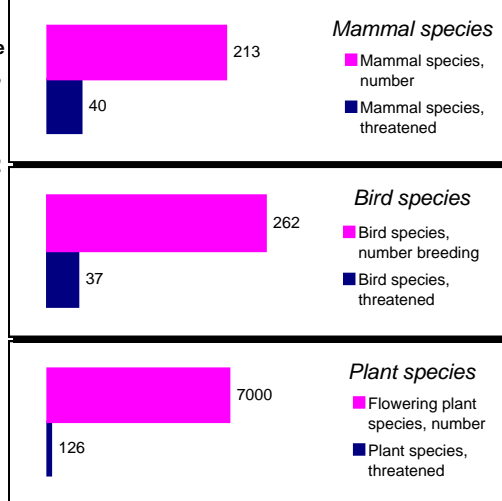 Mammal species
213
Mammal species,
number
40
Mammal species,
threatened
Bird species
262
Bird species,
number breeding
37
Bird species,
threatened
Plant species
7000
Flowering plant
species, number
126
Plant species,
threatened